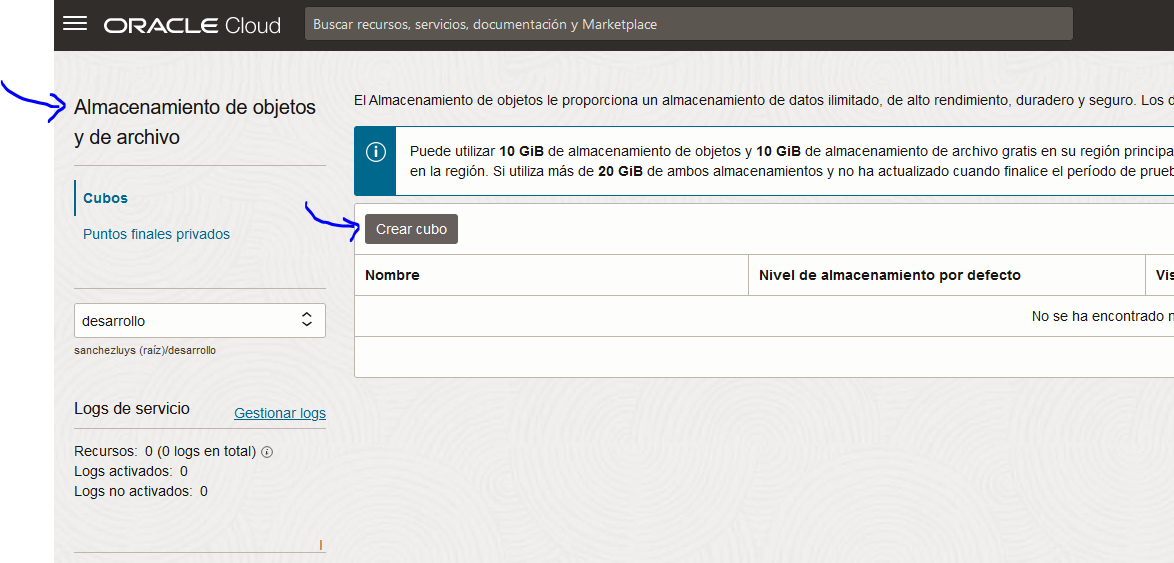 ORACLE Cloud
Buscar recursos, servicios, documentación y Marketplace
Almacenamiento de objetos
y de archivo
Cubos
Puntos finales privados
desarrollo
sanchezluys (raíz)/desarrollo
Logs de servicio
Gestionar logs
Recursos: 0 (0 logs en total)
Logs activados: 0
Logs no activados: 0
El Almacenamiento de objetos le proporciona un almacenamiento de datos ilimitado, de alto rendimiento, duradero y seguro. Los
Puede utilizar 10 GiB de almacenamiento de objetos y 10 GiB de almacenamiento de archivo gratis en su región principa
en la región. Si utiliza más de 20 GiB de ambos almacenamientos y no ha actualizado cuando finalice el período de prue
Crear cubo
Nombre
Nivel de almacenamiento por defecto
Vis
No se ha encontrado